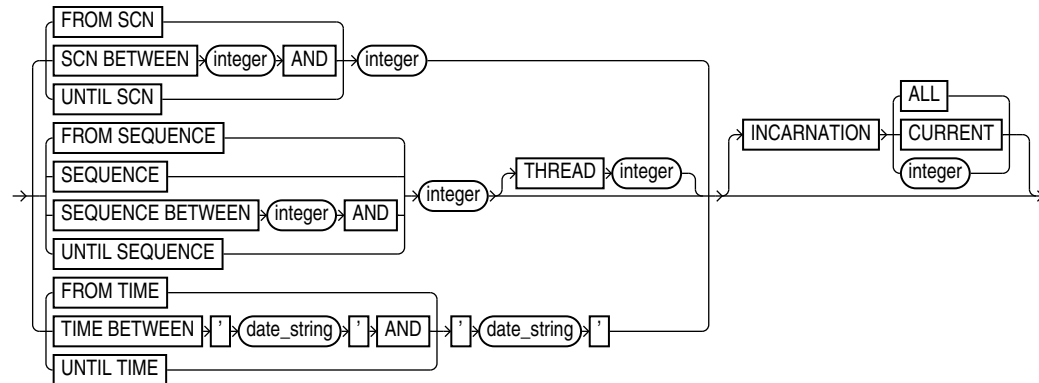 FROM SCN
SCN BETWEEN integer AND integer
UNTIL SCN
FROM SEQUENCE
SEQUENCE
SEQUENCE BETWEEN integer AND integer THREAD integer
UNTIL SEQUENCE
FROM TIME
TIME BETWEEN ' date_string ' AND ' date_string '
UNTIL TIME
INCARNATION ALL
CURRENT
integer